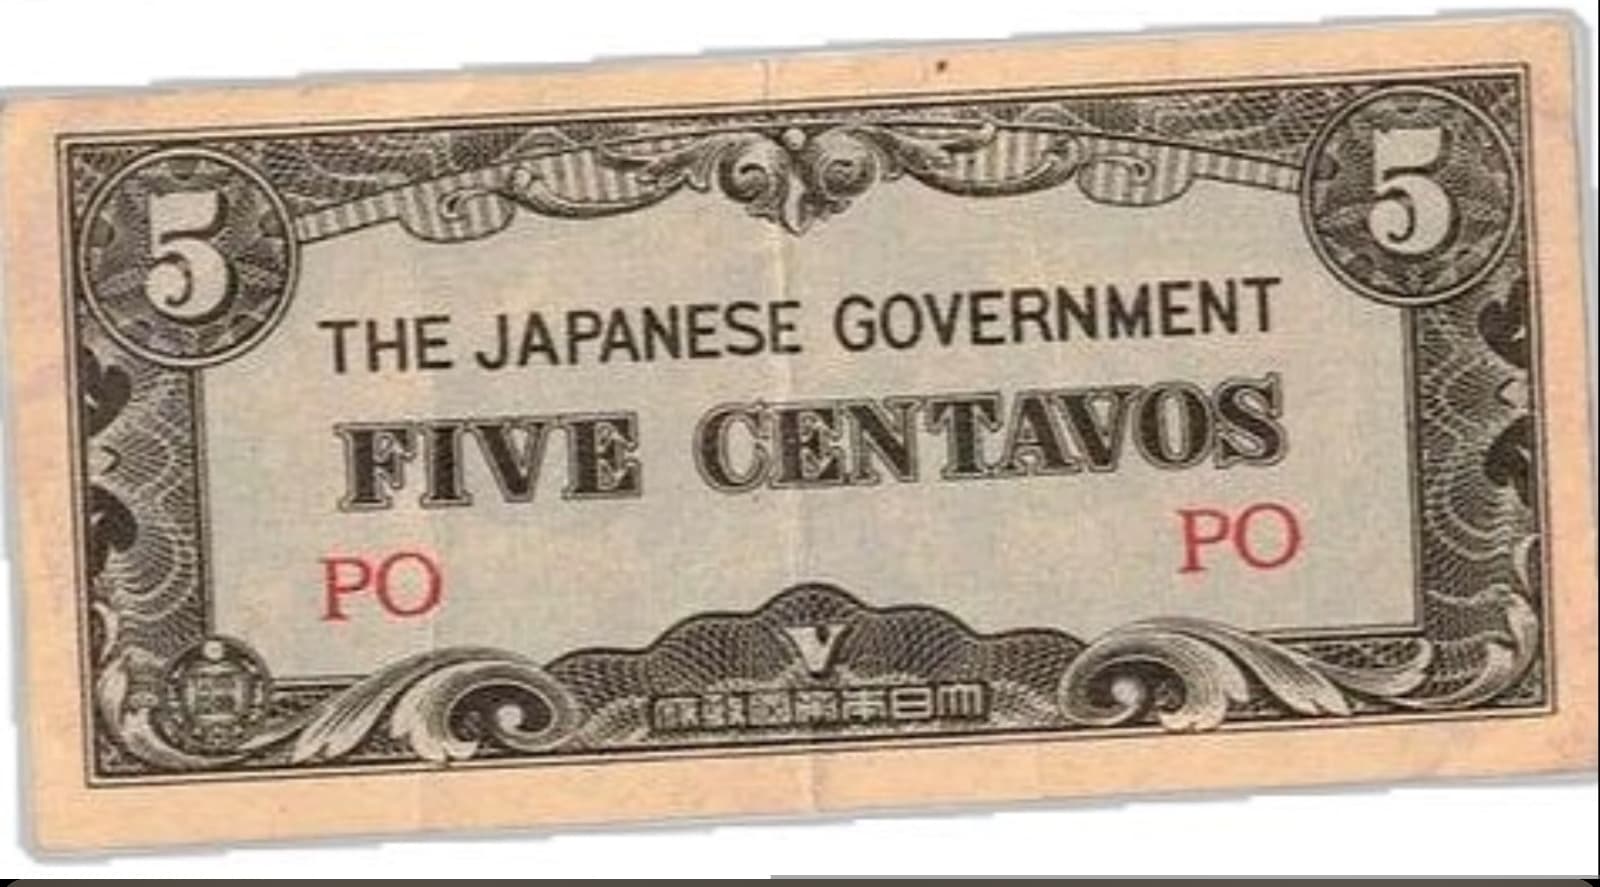 5 5
THE JAPANESE GOVERNMENT
FIVE CENTAVOS
PO PO
V
府政國帝本日大